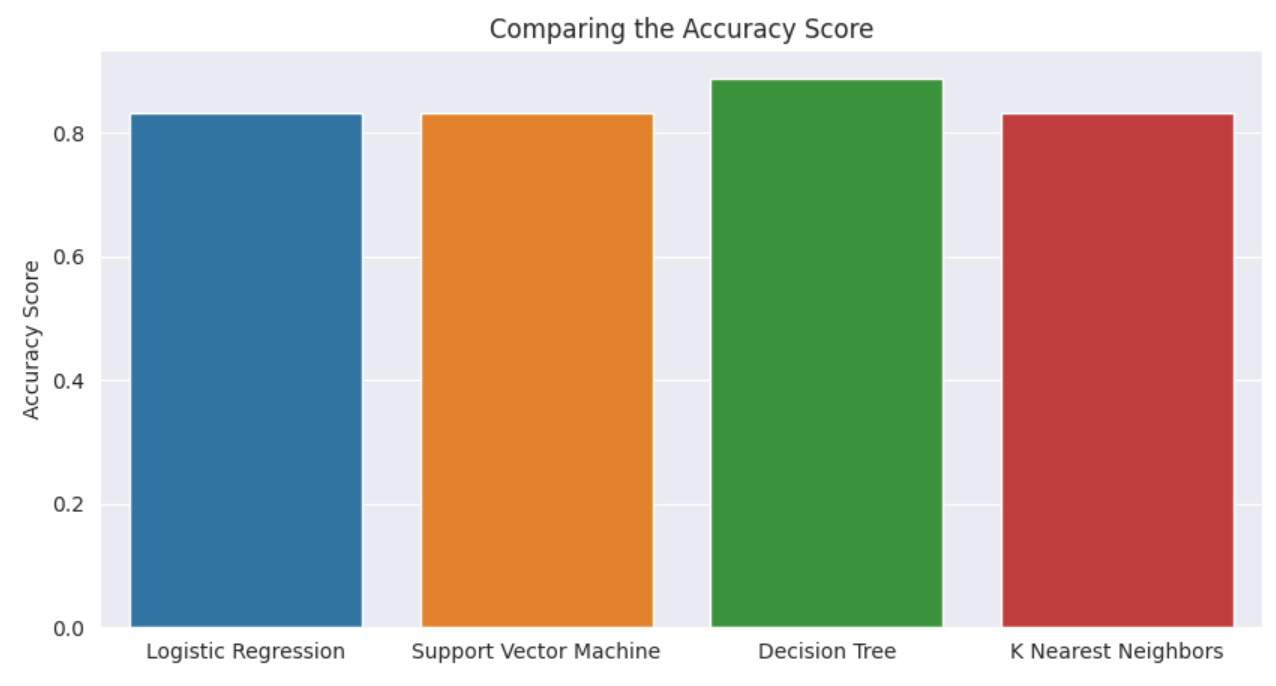 Comparing the Accuracy Score
Accuracy Score
0.8
0.6
0.4
0.2
0.0
Logistic Regression
Support Vector Machine
Decision Tree
K Nearest Neighbors